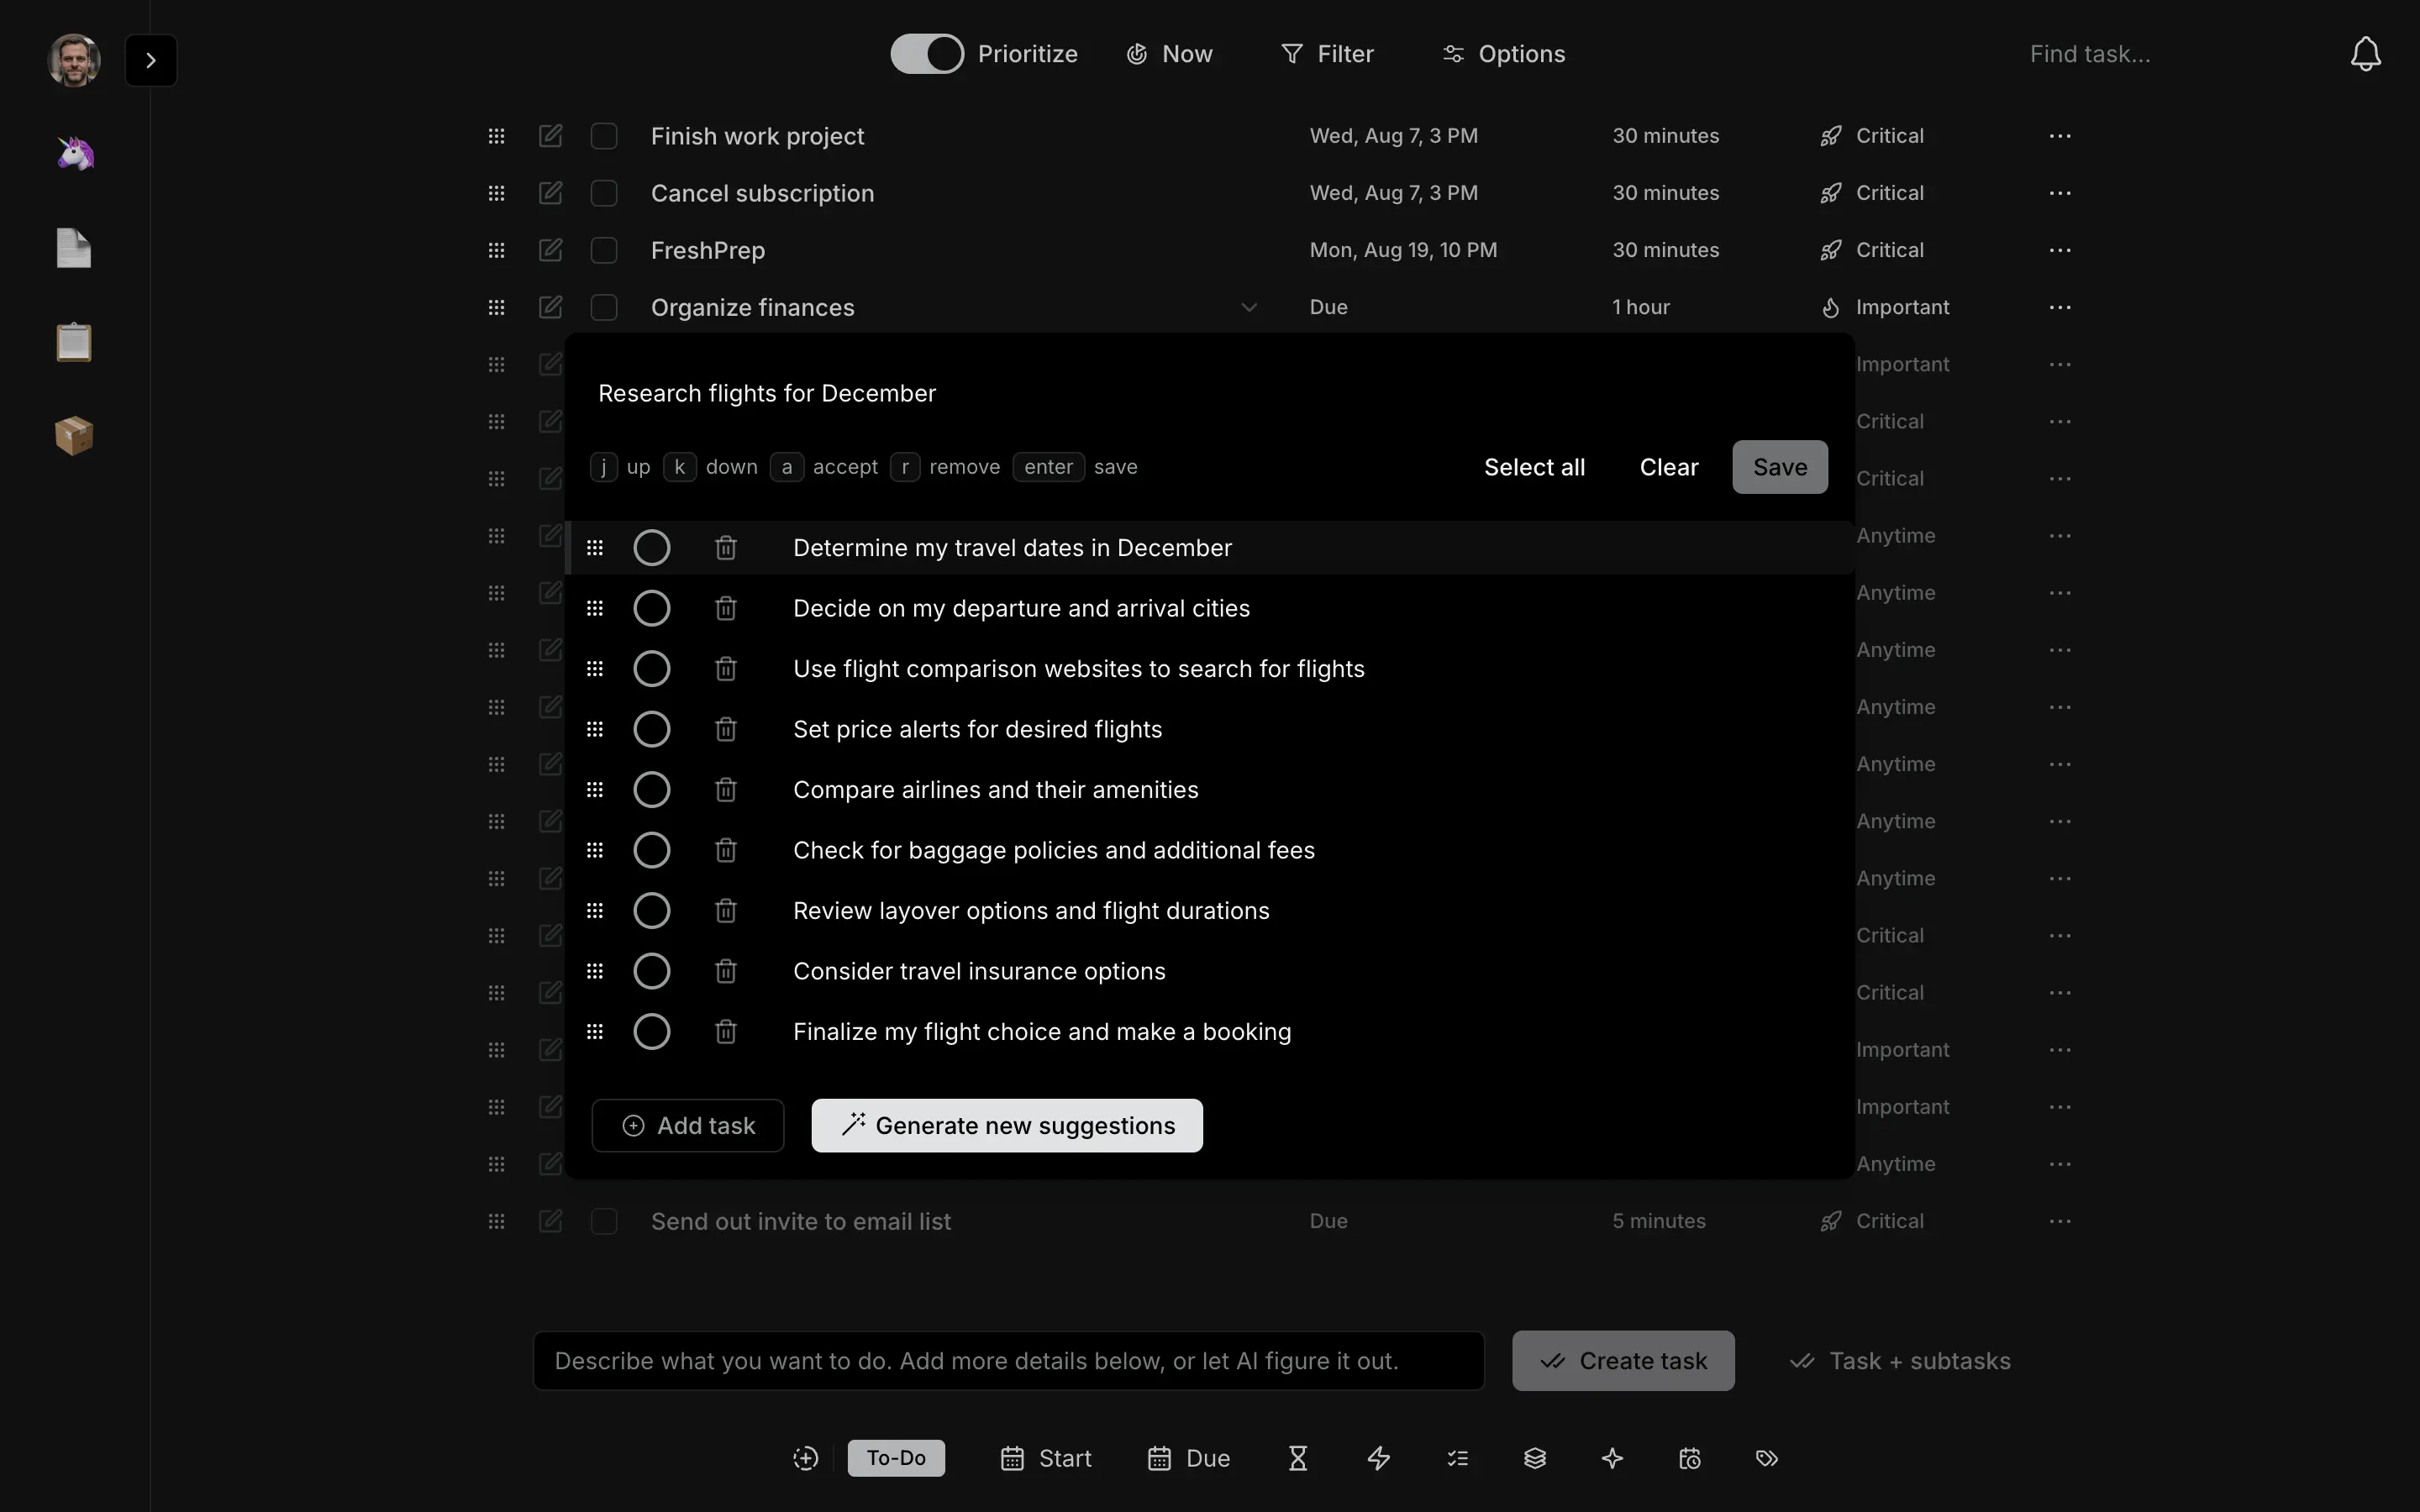 Prioritize Now Filter Options Find task...
Finish work project Wed, Aug 7, 3 PM 30 minutes Critical
Cancel subscription Wed, Aug 7, 3 PM 30 minutes Critical
FreshPrep Mon, Aug 19, 10 PM 30 minutes Critical
Organize finances Due 1 hour Important
Important
Research flights for December
Critical
j up k down a accept r remove enter save Select all Clear Save
Critical
Anytime
Determine my travel dates in December
Anytime
Decide on my departure and arrival cities
Anytime
Use flight comparison websites to search for flights
Anytime
Set price alerts for desired flights
Anytime
Compare airlines and their amenities
Anytime
Check for baggage policies and additional fees
Anytime
Review layover options and flight durations
Critical
Consider travel insurance options
Critical
Finalize my flight choice and make a booking
Important
Important
Add task Generate new suggestions
Anytime
Send out invite to email list Due 5 minutes Critical
Describe what you want to do. Add more details below, or let AI figure it out. Create task Task + subtasks
To-Do Start Due